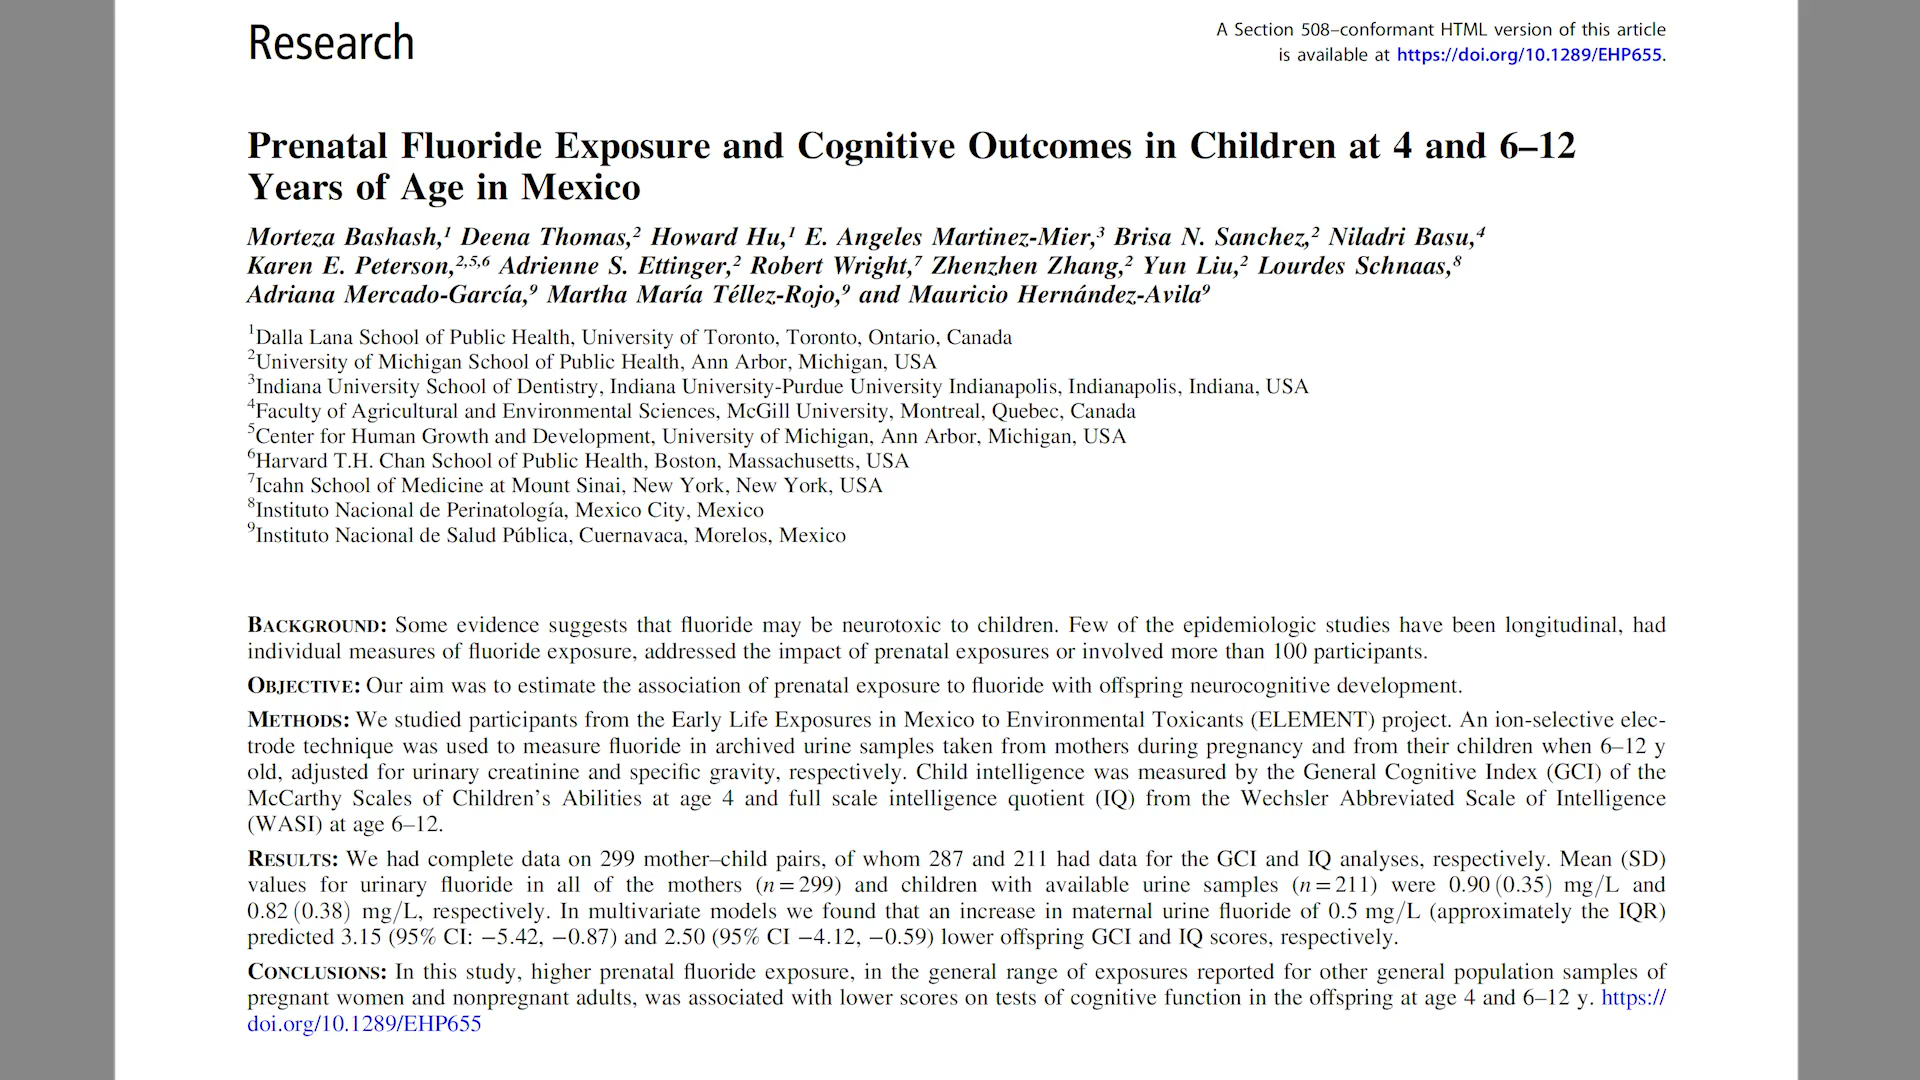 Research
A Section 508–conformant HTML version of this article
is available at https://doi.org/10.1289/EHP655.
Prenatal Fluoride Exposure and Cognitive Outcomes in Children at 4 and 6–12
Years of Age in Mexico
Morteza Bashash,1 Deena Thomas,2 Howard Hu,1 E. Angeles Martinez-Mier,3 Brisa N. Sanchez,2 Niladri Basu,4
Karen E. Peterson,2,5,6 Adrienne S. Ettinger,2 Robert Wright,7 Zhenzhen Zhang,2 Yun Liu,2 Lourdes Schnaas,8
Adriana Mercado-García,9 Martha María Téllez-Rojo,9 and Mauricio Hernández-Avila9
1Dalla Lana School of Public Health, University of Toronto, Toronto, Ontario, Canada
2University of Michigan School of Public Health, Ann Arbor, Michigan, USA
3Indiana University School of Dentistry, Indiana University-Purdue University Indianapolis, Indianapolis, Indiana, USA
4Faculty of Agricultural and Environmental Sciences, McGill University, Montreal, Quebec, Canada
5Center for Human Growth and Development, University of Michigan, Ann Arbor, Michigan, USA
6Harvard T.H. Chan School of Public Health, Boston, Massachusetts, USA
7Icahn School of Medicine at Mount Sinai, New York, New York, USA
8Instituto Nacional de Perinatología, Mexico City, Mexico
9Instituto Nacional de Salud Pública, Cuernavaca, Morelos, Mexico
BACKGROUND: Some evidence suggests that fluoride may be neurotoxic to children. Few of the epidemiologic studies have been longitudinal, had
individual measures of fluoride exposure, addressed the impact of prenatal exposures or involved more than 100 participants.
OBJECTIVE: Our aim was to estimate the association of prenatal exposure to fluoride with offspring neurocognitive development.
METHODS: We studied participants from the Early Life Exposures in Mexico to Environmental Toxicants (ELEMENT) project. An ion-selective elec-
trode technique was used to measure fluoride in archived urine samples taken from mothers during pregnancy and from their children when 6–12 y
old, adjusted for urinary creatinine and specific gravity, respectively. Child intelligence was measured by the General Cognitive Index (GCI) of the
McCarthy Scales of Children's Abilities at age 4 and full scale intelligence quotient (IQ) from the Wechsler Abbreviated Scale of Intelligence
(WASI) at age 6–12.
RESULTS: We had complete data on 299 mother–child pairs, of whom 287 and 211 had data for the GCI and IQ analyses, respectively. Mean (SD)
values for urinary fluoride in all of the mothers (n=299) and children with available urine samples (n=211) were 0.90 (0.35) mg/L and
0.82 (0.38) mg/L, respectively. In multivariate models we found that an increase in maternal urine fluoride of 0.5 mg/L (approximately the IQR)
predicted 3.15 (95% CI: −5.42, −0.87) and 2.50 (95% CI −4.12, −0.59) lower offspring GCI and IQ scores, respectively.
CONCLUSIONS: In this study, higher prenatal fluoride exposure, in the general range of exposures reported for other general population samples of
pregnant women and nonpregnant adults, was associated with lower scores on tests of cognitive function in the offspring at age 4 and 6–12 y. https://
doi.org/10.1289/EHP655